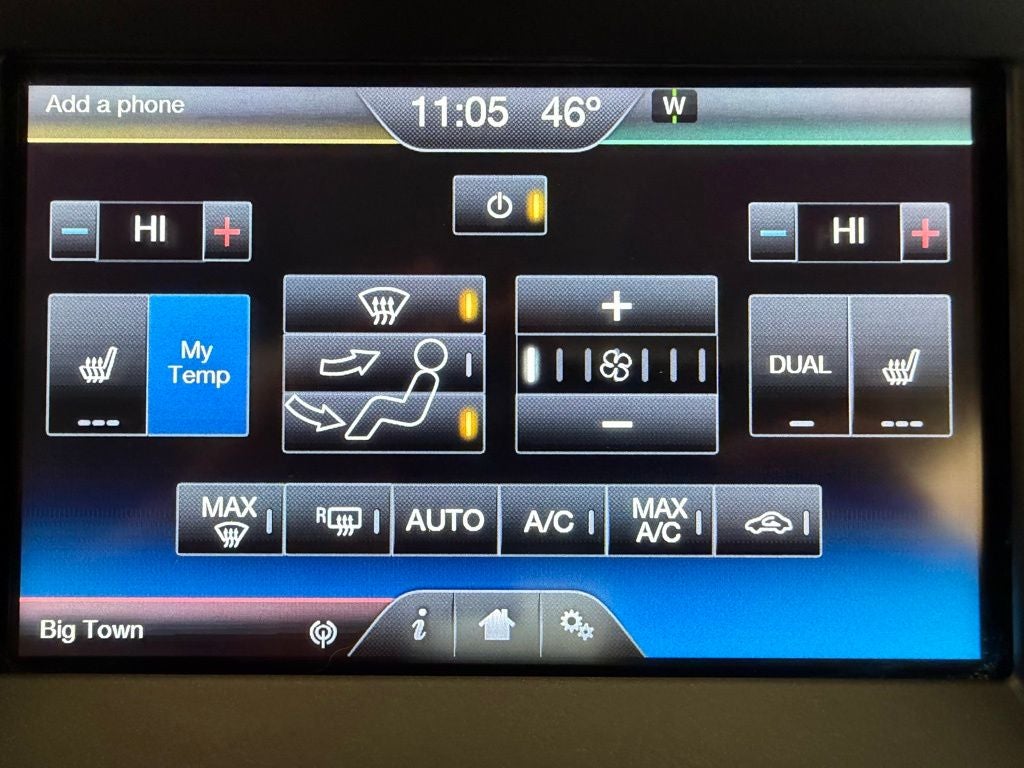 Add a phone
11:05 46°
W
HI
HI
My
Temp
DUAL
MAX
R
AUTO
A/C
MAX
A/C
Big Town
i